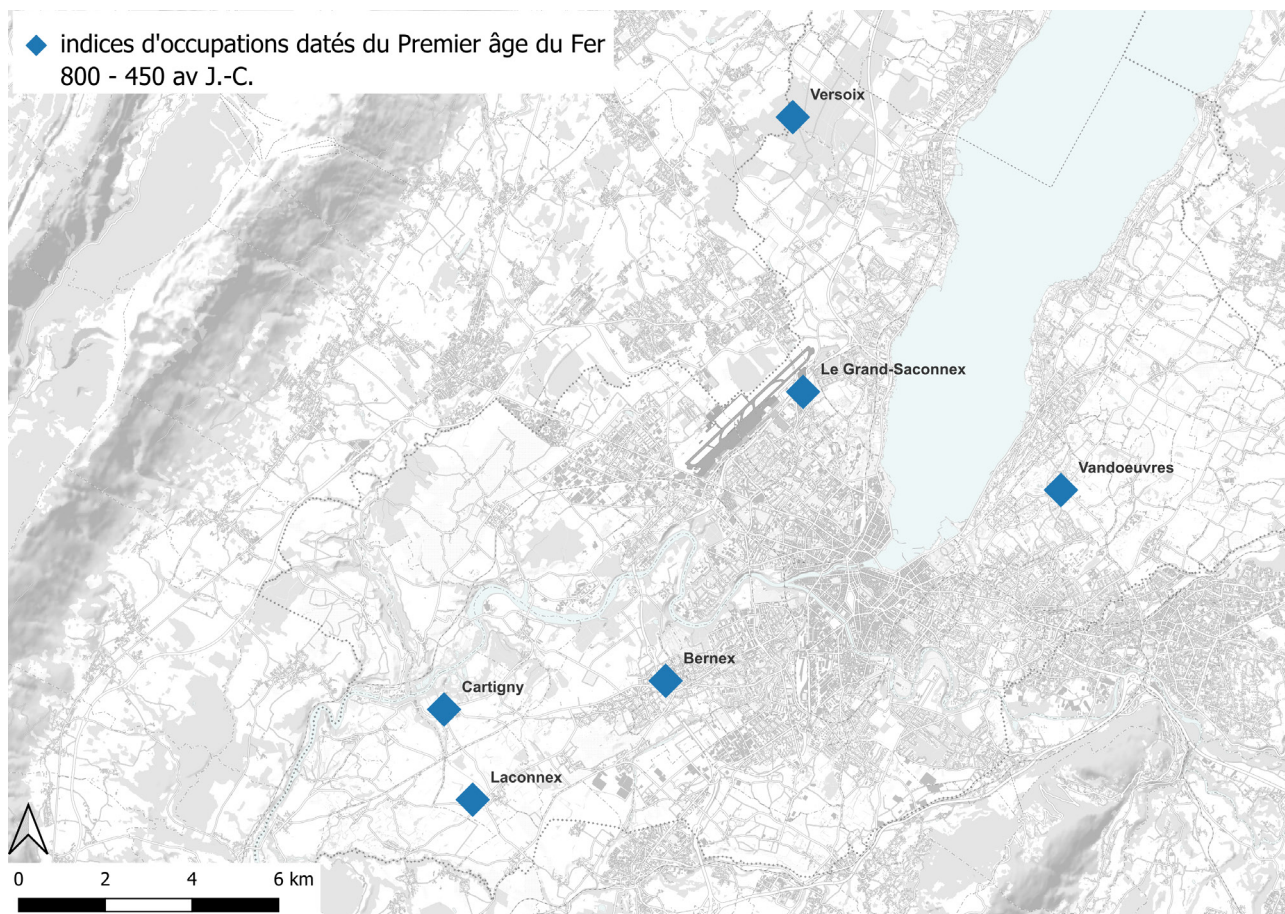 indices d'occupations datés du Premier âge du Fer
800 - 450 av J.-C.
Versoix
Le Grand-Saconnex
Vandoeuvres
Bernex
Cartigny
Laconnex
0 2 4 6 km